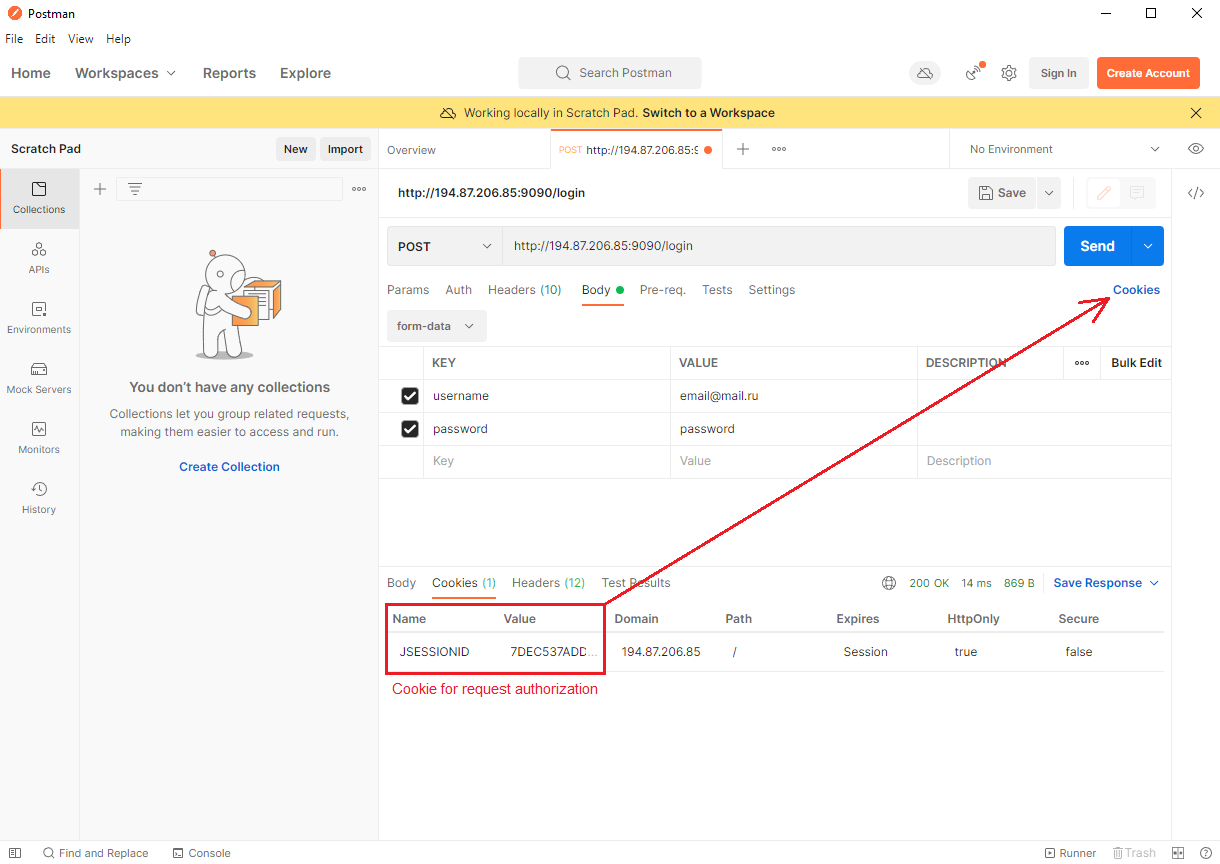 Postman
File Edit View Help
Home Workspaces Reports Explore Search Postman Sign In Create Account
Working locally in Scratch Pad. Switch to a Workspace
Scratch Pad New Import Overview POST http://194.87.206.85:9 No Environment
Collections
APIs
Environments
Mock Servers
Monitors
History
You don't have any collections
Collections let you group related requests,
making them easier to access and run.
Create Collection
http://194.87.206.85:9090/login Save
POST http://194.87.206.85:9090/login Send
Params Auth Headers (10) Body Pre-req. Tests Settings Cookies
form-data
KEY VALUE DESCRIPTION Bulk Edit
username email@mail.ru
password password
Key Value Description
Body Cookies (1) Headers (12) Test Results 200 OK 14 ms 869 B Save Response
Name Value Domain Path Expires HttpOnly Secure
JSESSIONID 7DEC537ADD... 194.87.206.85 / Session true false
Cookie for request authorization
Find and Replace Console Runner Trash